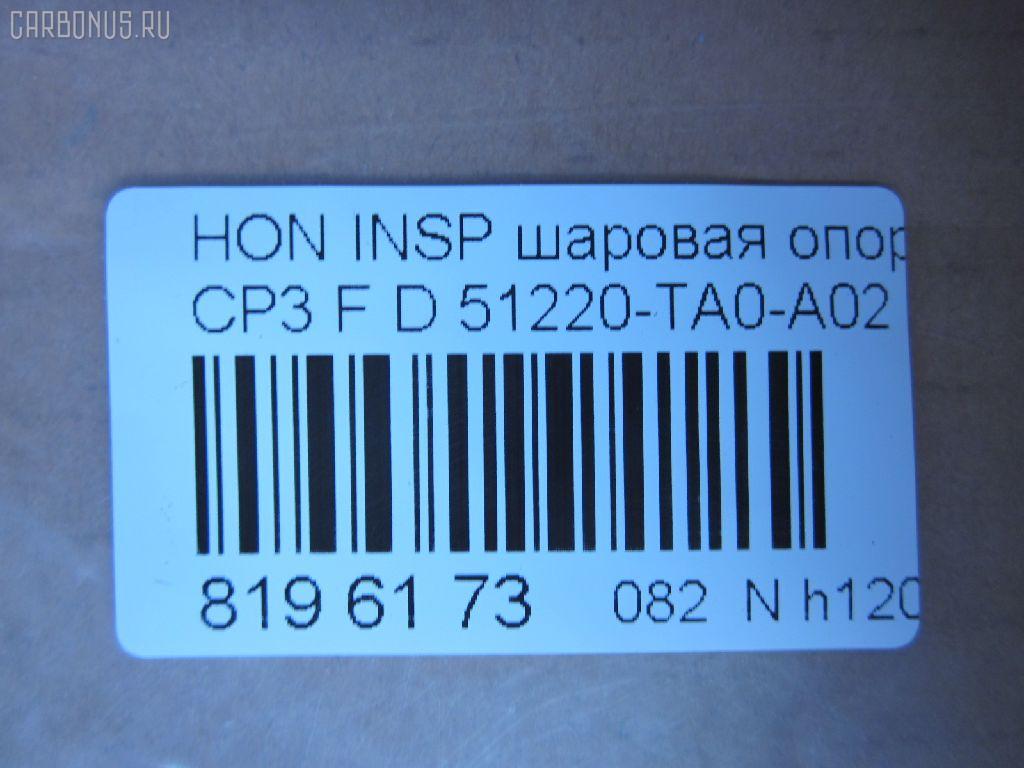 CARBONUS.RU
HON INSP шаровая опор
CP3 F D 51220-TA0-A02
819 61 73 082 N h120